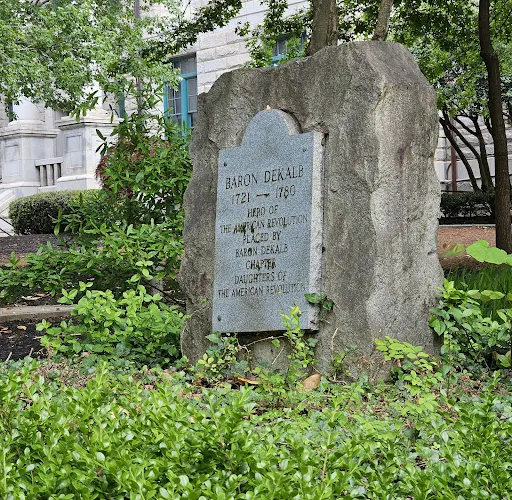 BARON DEKALB
1721 — 1780
HERO OF
THE AMERICAN REVOLUTION
PLACED BY
BARON DEKALB
CHAPTER
DAUGHTERS OF
THE AMERICAN REVOLUTION